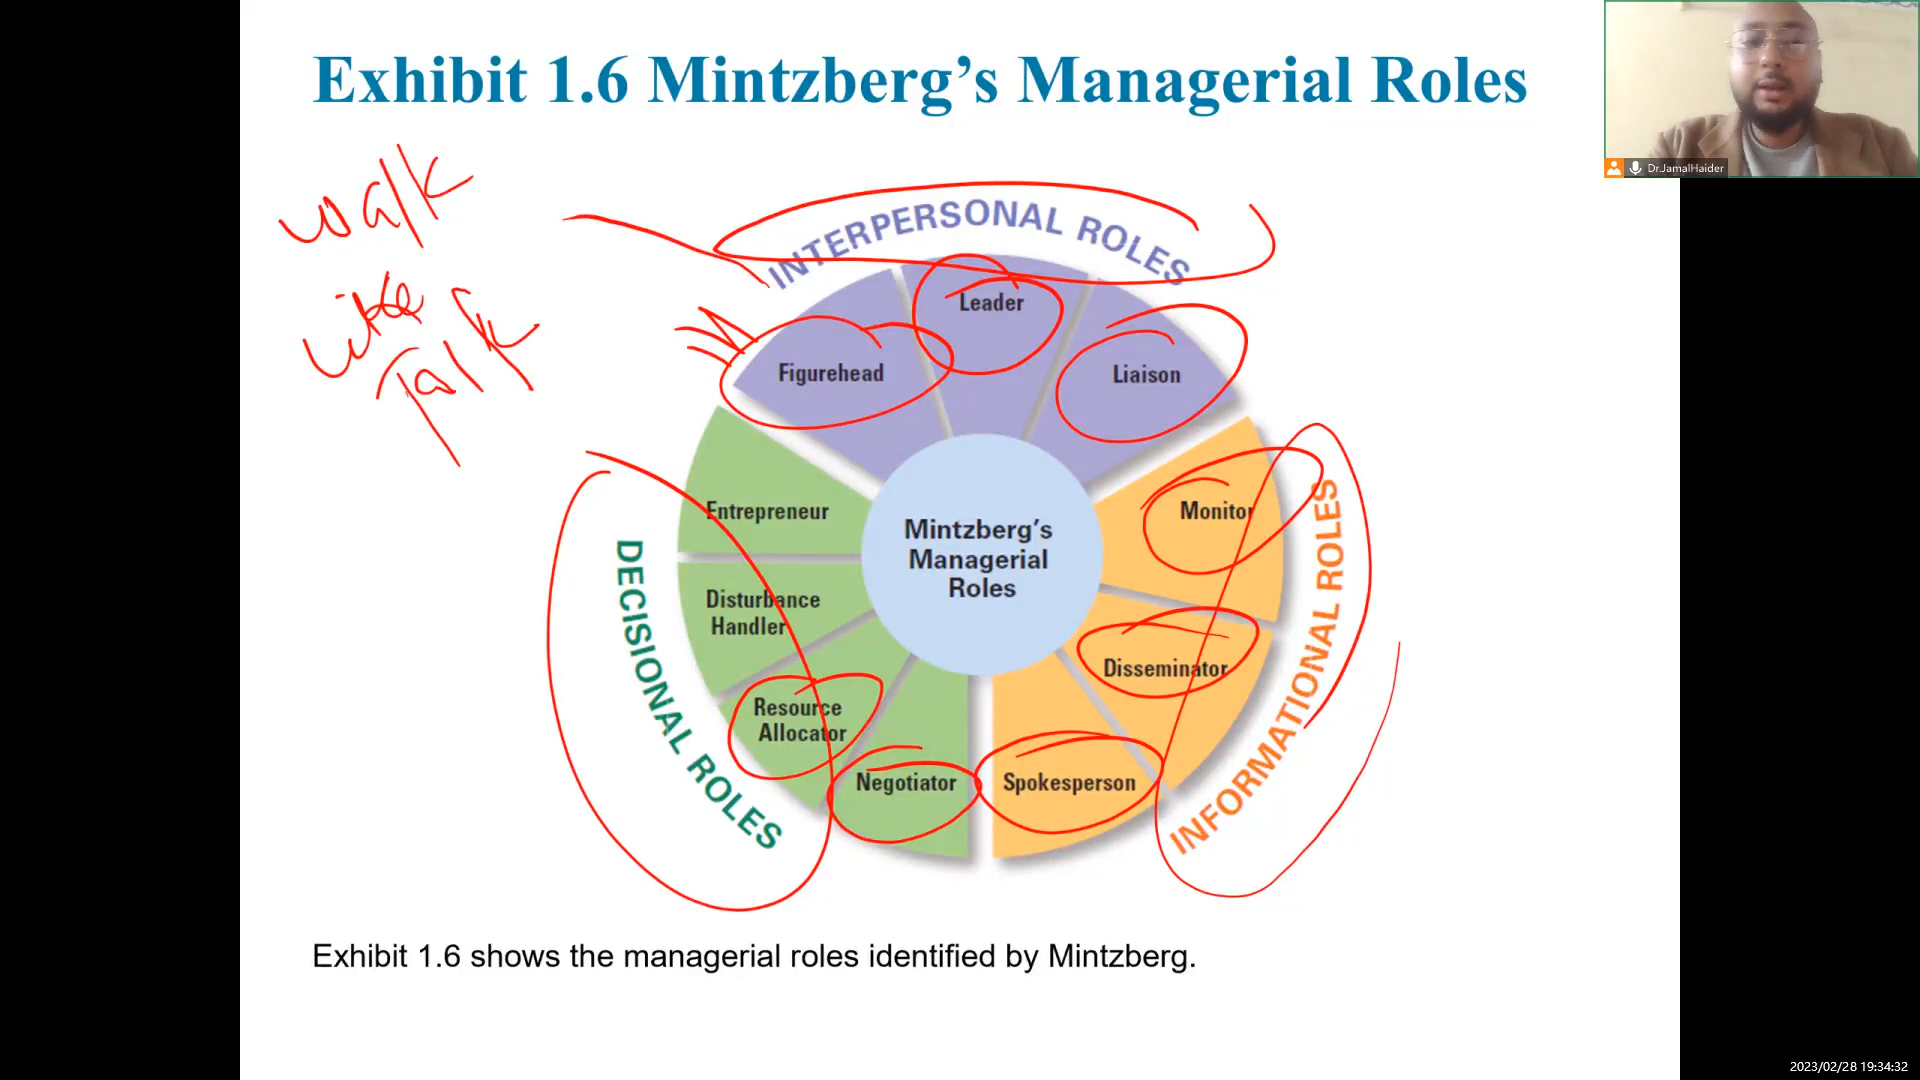 Exhibit 1.6 Mintzberg's Managerial Roles
Dr.JamalHaider
walk
like
Talk
INTERPERSONAL ROLES
Leader
Figurehead
Liaison
Entrepreneur
Monitor
Mintzberg's
Managerial
Roles
Disturbance
Handler
Disseminator
Resource
Allocator
Negotiator
Spokesperson
DECISIONAL ROLES
INFORMATIONAL ROLES
Exhibit 1.6 shows the managerial roles identified by Mintzberg.
2023/02/28 19:34:32